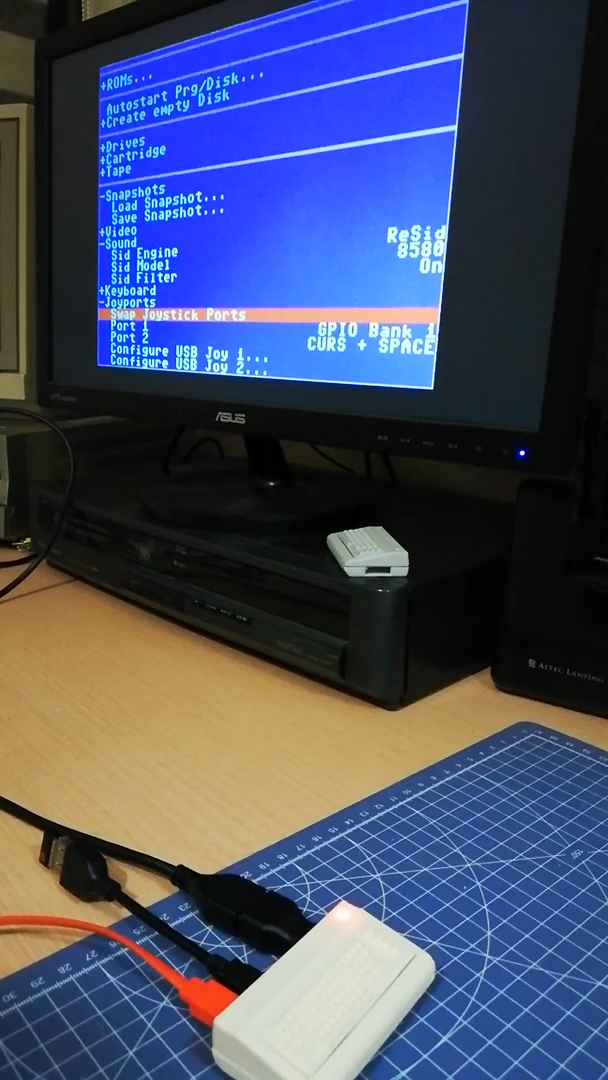 +ROMs...
Autostart Prg/Disk...
+Create empty Disk
+Drives
+Cartridge
+Tape
-Snapshots
Load Snapshot...
Save Snapshot...
+Video
-Sound
Sid Engine ReSid
Sid Model 8580
Sid Filter On
+Keyboard
-Joyports
Swap Joystick Ports
Port 1 GPIO Bank 1
Port 2 CURS + SPACE
Configure USB Joy 1...
Configure USB Joy 2...
ASUS
ALTEC LANSING